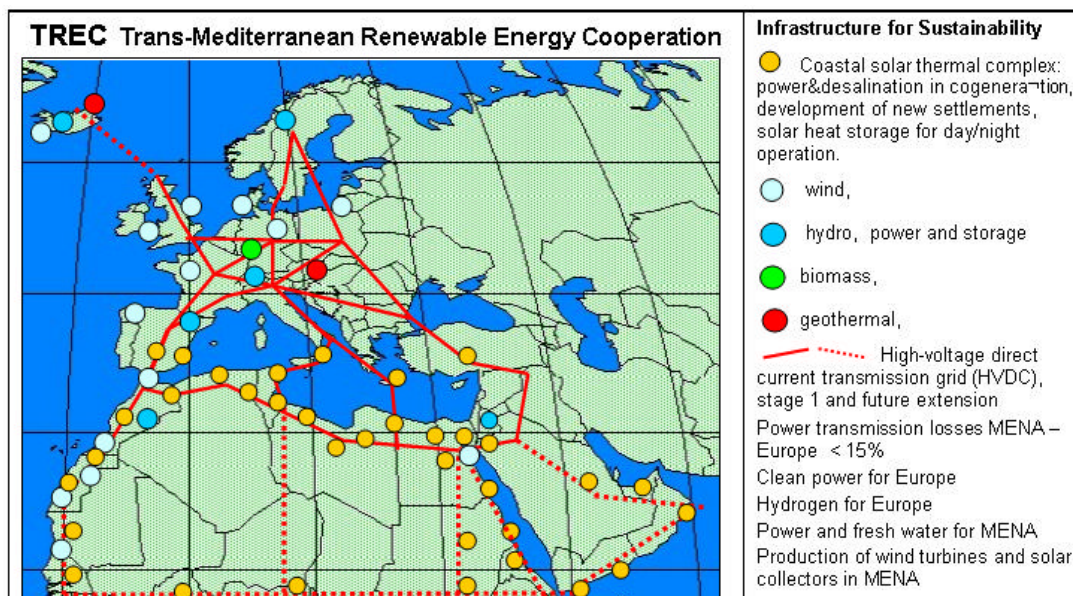 TREC Trans-Mediterranean Renewable Energy Cooperation
Infrastructure for Sustainability
Coastal solar thermal complex:
power&desalination in cogenera¬tion,
development of new settlements,
solar heat storage for day/night
operation.
wind,
hydro, power and storage
biomass,
geothermal,
High-voltage direct
current transmission grid (HVDC),
stage 1 and future extension
Power transmission losses MENA –
Europe < 15%
Clean power for Europe
Hydrogen for Europe
Power and fresh water for MENA
Production of wind turbines and solar
collectors in MENA